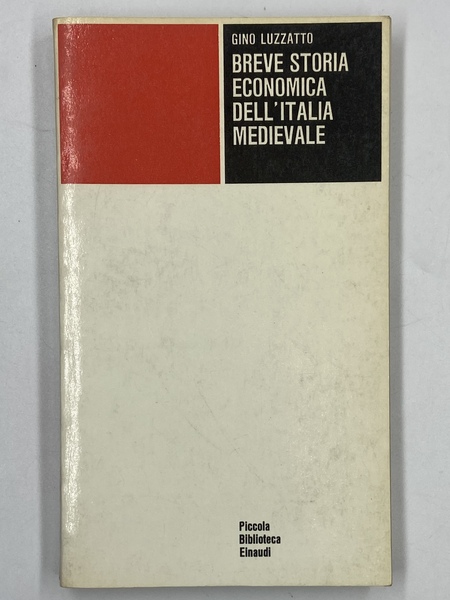 GINO LUZZATTO
BREVE STORIA
ECONOMICA
DELL'ITALIA
MEDIEVALE
Piccola
Biblioteca
Einaudi